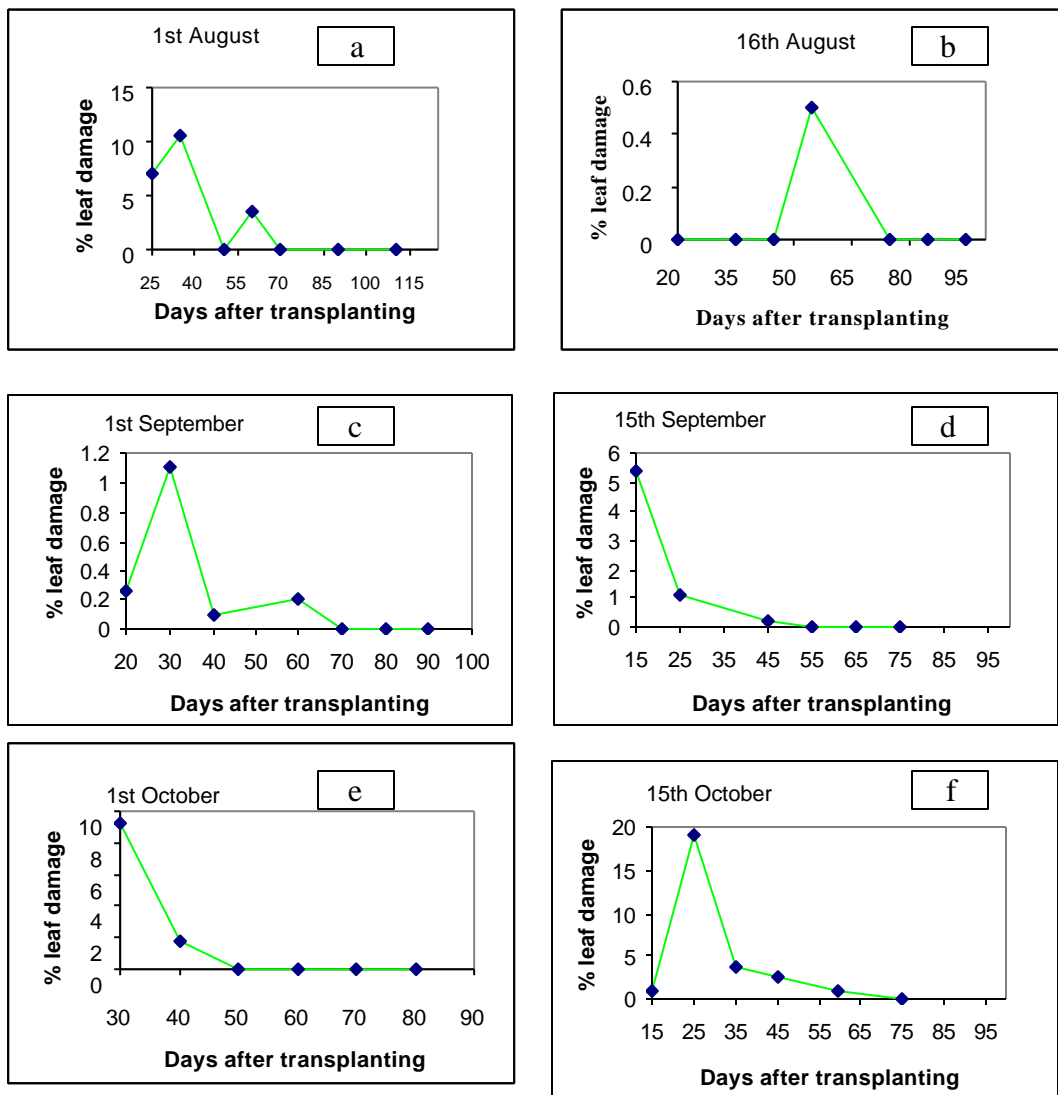 1st August
a
15
10
5
0
% leaf damage
25 40 55 70 85 100 115
Days after transplanting
16th August
b
0.6
0.4
0.2
0
% leaf damage
20 35 50 65 80 95
Days after transplanting
1st September
c
1.2
1
0.8
0.6
0.4
0.2
0
% leaf damage
20 30 40 50 60 70 80 90 100
Days after transplanting
15th September
d
6
5
4
3
2
1
0
% leaf damage
15 25 35 45 55 65 75 85 95
Days after transplanting
1st October
e
10
8
6
4
2
0
% leaf damage
30 40 50 60 70 80 90
Days after transplanting
15th October
f
20
15
10
5
0
% leaf damage
15 25 35 45 55 65 75 85 95
Days after transplanting